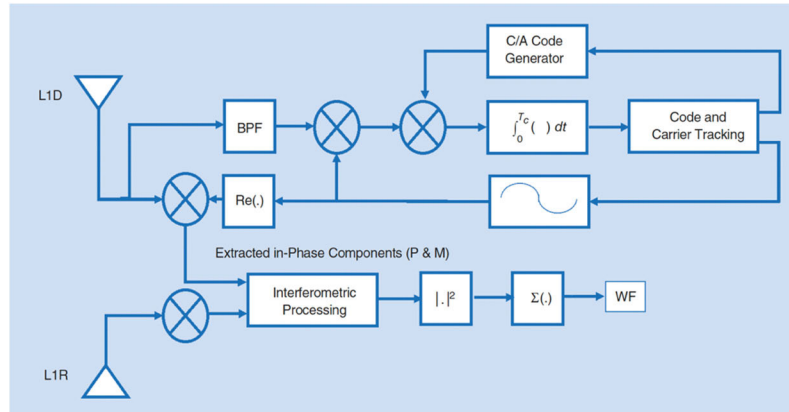 C/A Code
Generator
L1D
BPF
∫₀^Tc ( ) dt
Code and
Carrier Tracking
Re(.)
Extracted in-Phase Components (P & M)
Interferometric
Processing
|.|²
Σ(.)
WF
L1R